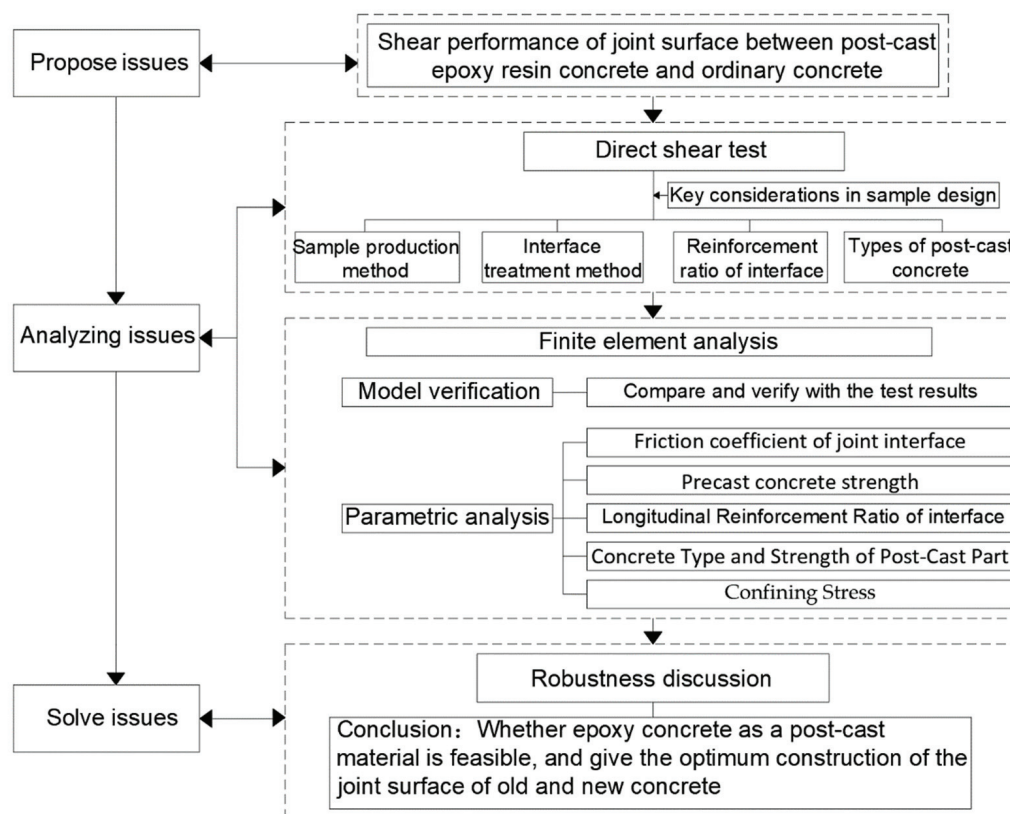 Propose issues
Shear performance of joint surface between post-cast
epoxy resin concrete and ordinary concrete
Direct shear test
Key considerations in sample design
Sample production
method
Interface
treatment method
Reinforcement
ratio of interface
Types of post-cast
concrete
Analyzing issues
Finite element analysis
Model verification
Compare and verify with the test results
Parametric analysis
Friction coefficient of joint interface
Precast concrete strength
Longitudinal Reinforcement Ratio of interface
Concrete Type and Strength of Post-Cast Part
Confining Stress
Solve issues
Robustness discussion
Conclusion：Whether epoxy concrete as a post-cast
material is feasible, and give the optimum construction of the
joint surface of old and new concrete